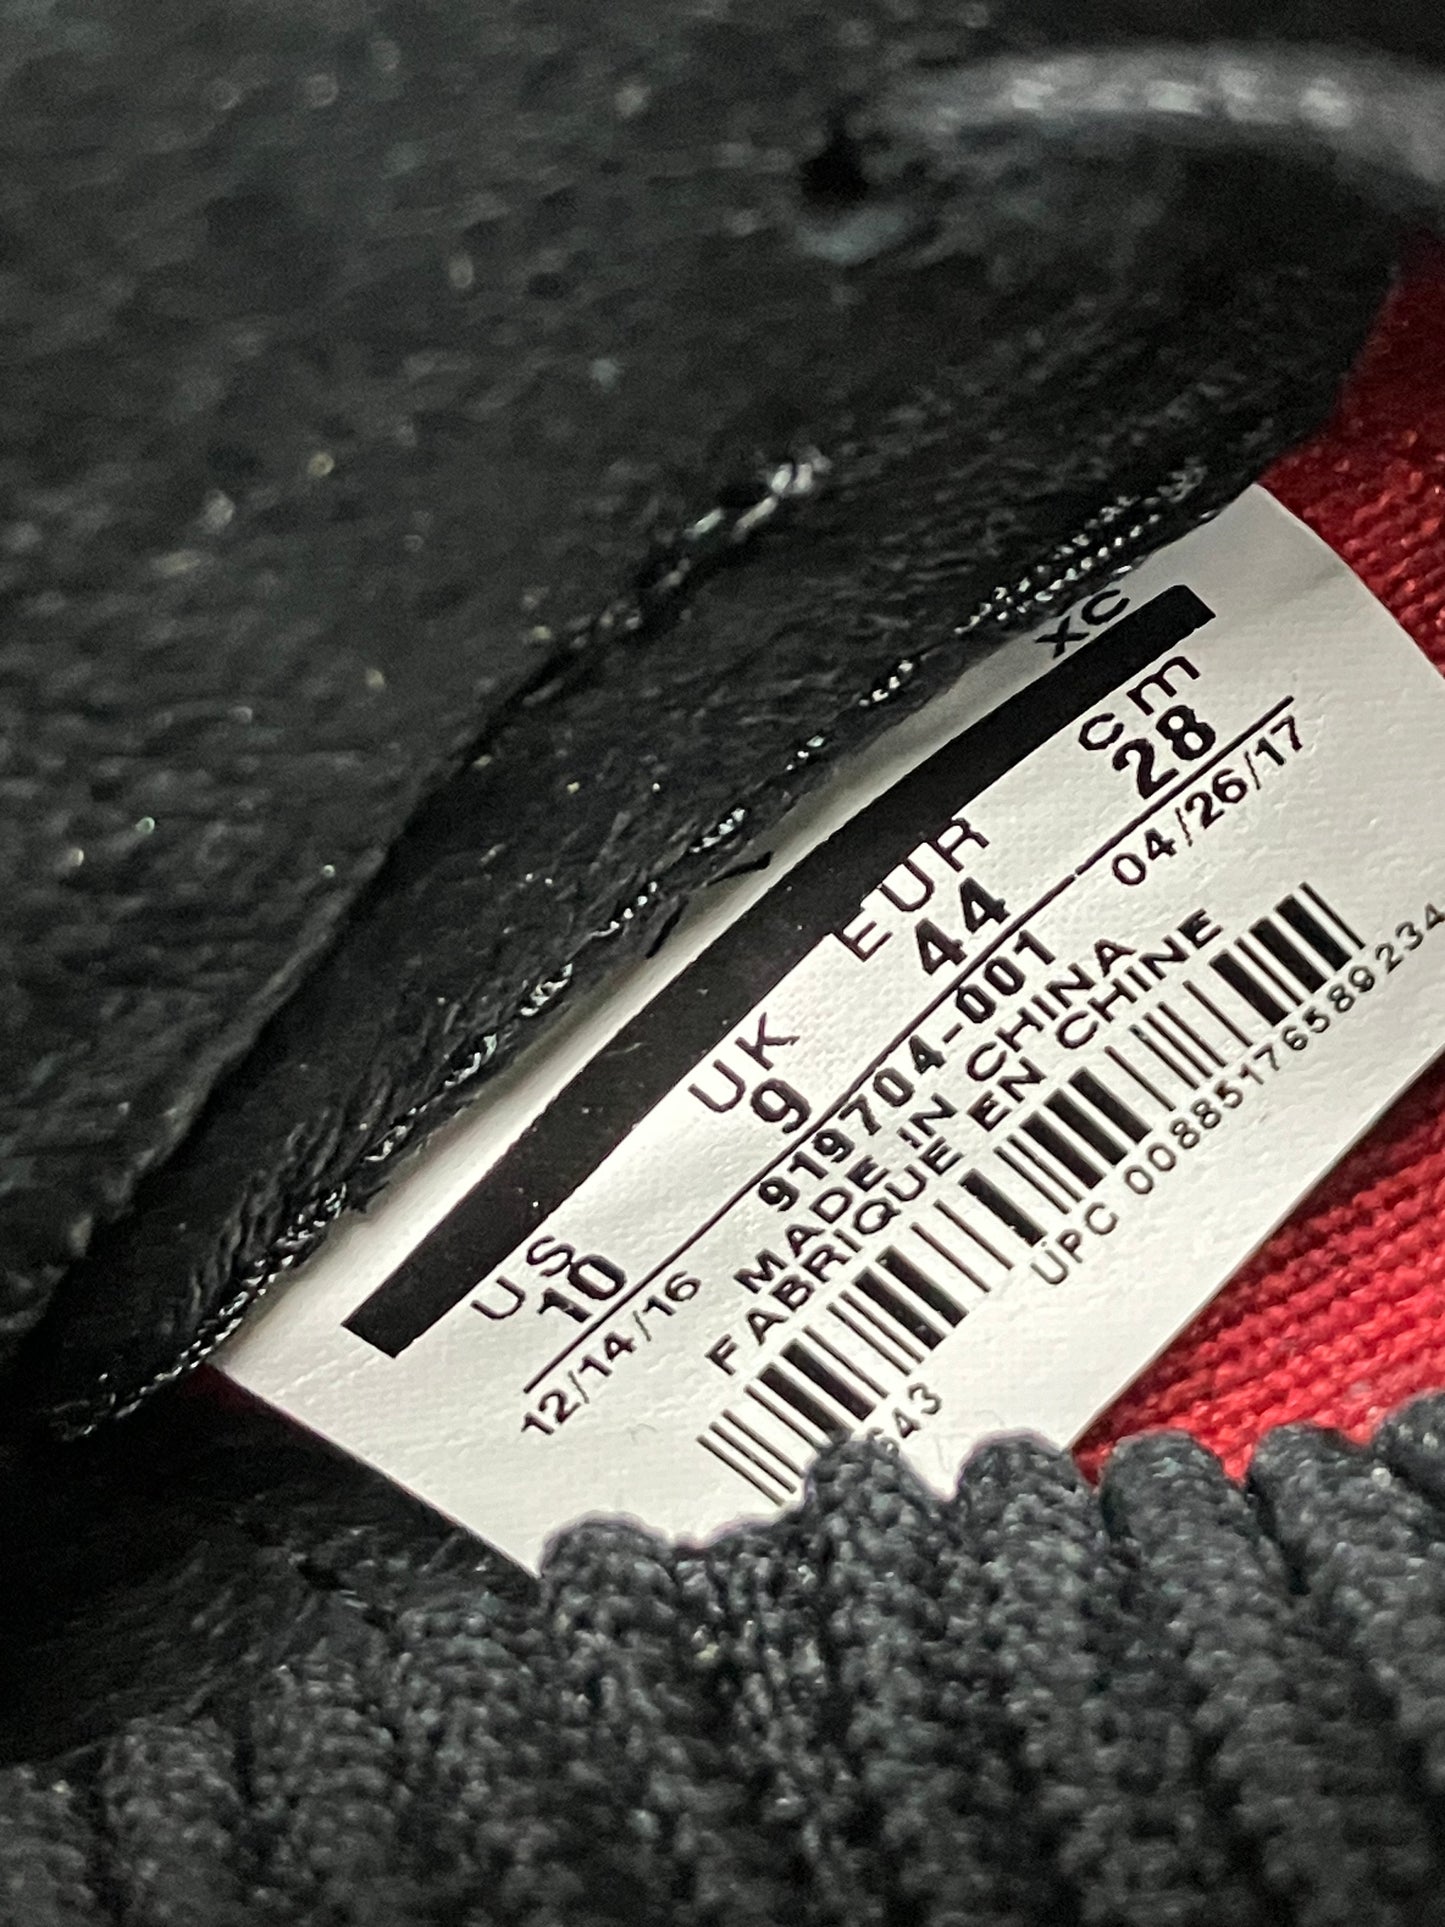 XC
US UK EUR cm
10 9 44 28
12/14/16 919704-001 04/26/17
MADE IN CHINA
FABRIQUE EN CHINE
UPC 00885176589234
643